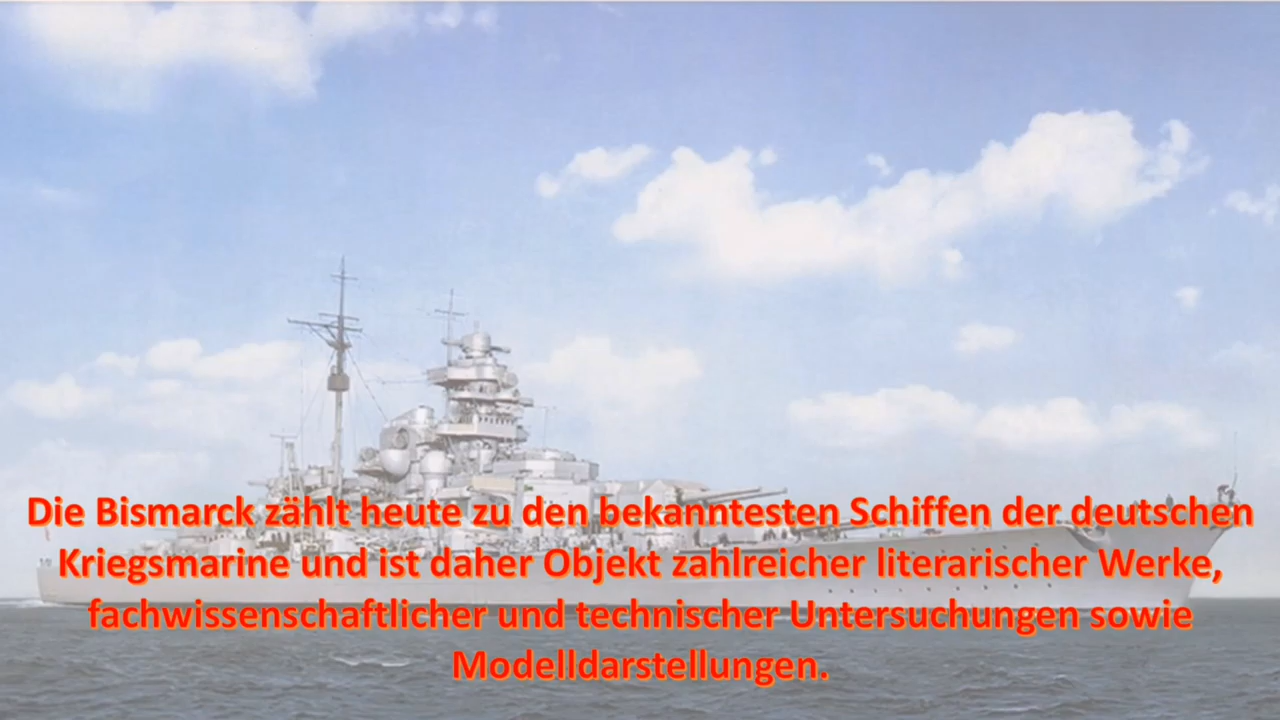 Die Bismarck zählt heute zu den bekanntesten Schiffen der deutschen
Kriegsmarine und ist daher Objekt zahlreicher literarischer Werke,
fachwissenschaftlicher und technischer Untersuchungen sowie
Modelldarstellungen.